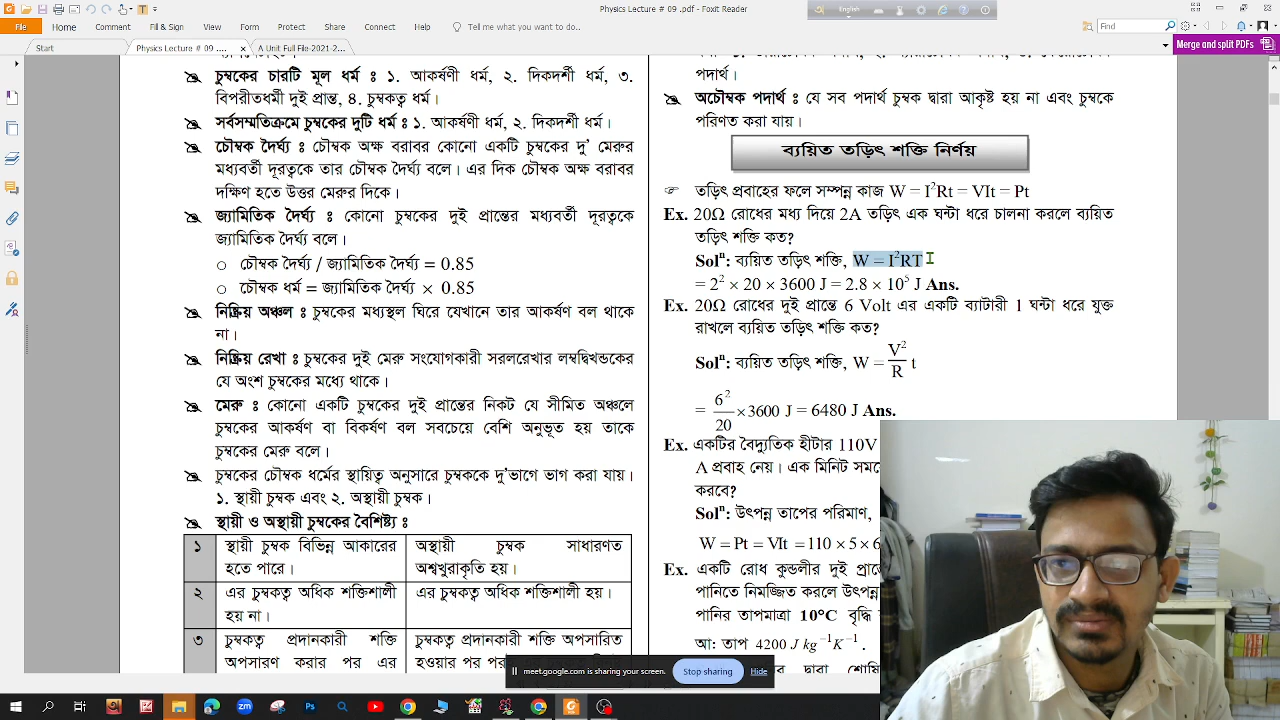 Physics Lecture # 09 .pdf - Foxit Reader
English
File Home Comment Fill & Sign View Form Protect Share Help Tell me what you want to do... Find
Start Physics Lecture # 09 .... × A Unit Full File-2021-2... Merge and split PDFs
চুম্বকের চারটি মূল ধর্ম ঃ ১. আকর্ষণী ধর্ম, ২. দিকদর্শী ধর্ম, ৩.
বিপরীতধর্মী দুই প্রান্ত, ৪. চুম্বকত্ব ধর্ম।
সর্বসম্মতিক্রমে চুম্বকের দুটি ধর্ম ঃ ১. আকর্ষণী ধর্ম, ২. দিকদর্শী ধর্ম।
চৌম্বক দৈর্ঘ্য ঃ চৌম্বক অক্ষ বরাবর কোনো একটি চুম্বকের দু' মেরুর
মধ্যবর্তী দূরত্বকে তার চৌম্বক দৈর্ঘ্য বলে। এর দিক চৌম্বক অক্ষ বরাবর
দক্ষিণ হতে উত্তর মেরুর দিকে।
জ্যামিতিক দৈর্ঘ্য ঃ কোনো চুম্বকের দুই প্রান্তের মধ্যবর্তী দূরত্বকে
জ্যামিতিক দৈর্ঘ্য বলে।
○ চৌম্বক দৈর্ঘ্য / জ্যামিতিক দৈর্ঘ্য = 0.85
○ চৌম্বক ধর্ম = জ্যামিতিক দৈর্ঘ্য × 0.85
নিষ্ক্রিয় অঞ্চল ঃ চুম্বকের মধ্যস্থল ঘিরে যেখানে তার আকর্ষণ বল থাকে
না।
নিষ্ক্রিয় রেখা ঃ চুম্বকের দুই মেরু সংযোগকারী সরলরেখার লম্বদ্বিখন্ডকের
যে অংশ চুম্বকের মধ্যে থাকে।
মেরু ঃ কোনো একটি চুম্বকের দুই প্রান্তের নিকট যে সীমিত অঞ্চলে
চুম্বকের আকর্ষণ বা বিকর্ষণ বল সবচেয়ে বেশি অনুভূত হয় তাকে
চুম্বকের মেরু বলে।
চুম্বকের চৌম্বক ধর্মের স্থায়িত্ব অনুসারে চুম্বককে দু'ভাগে ভাগ করা যায়।
১. স্থায়ী চুম্বক এবং ২. অস্থায়ী চুম্বক।
স্থায়ী ও অস্থায়ী চুম্বকের বৈশিষ্ট্য ঃ
১ স্থায়ী চুম্বক বিভিন্ন আকারের অস্থায়ী চুম্বক সাধারণত
হতে পারে। অশ্বখুরাকৃতি হয়।
২ এর চুম্বকত্ব অধিক শক্তিশালী এর চুম্বকত্ব অধিক শক্তিশালী হয়।
হয় না।
৩ চুম্বকত্ব প্রদানকারী শক্তি চুম্বকত্ব প্রদানকারী শক্তি অপসারিত
অপসারণ করার পর এর হওয়ার পর পর
পদার্থ।
অচৌম্বক পদার্থ ঃ যে সব পদার্থ চুম্বক দ্বারা আকৃষ্ট হয় না এবং চুম্বকে
পরিণত করা যায়।
ব্যয়িত তড়িৎ শক্তি নির্ণয়
☞ তড়িৎ প্রবাহের ফলে সম্পন্ন কাজ W = I²Rt = VIt = Pt
Ex. 20Ω রোধের মধ্য দিয়ে 2A তড়িৎ এক ঘন্টা ধরে চালনা করলে ব্যয়িত
তড়িৎ শক্তি কত?
Solⁿ: ব্যয়িত তড়িৎ শক্তি, W = I²RT
= 2² × 20 × 3600 J = 2.8 × 10⁵ J Ans.
Ex. 20Ω রোধের দুই প্রান্তে 6 Volt এর একটি ব্যাটারী 1 ঘন্টা ধরে যুক্ত
রাখলে ব্যয়িত তড়িৎ শক্তি কত?
Solⁿ: ব্যয়িত তড়িৎ শক্তি, W = V²/R t
= 6²/20 × 3600 J = 6480 J Ans.
Ex. একটির বৈদ্যুতিক হীটার 110V
A প্রবাহ নেয়। এক মিনিট
করবে?
Solⁿ: উৎপন্ন তাপের পরিমাণ,
W = Pt = VIt = 110 × 5 × 6
Ex. একটি রোধ কুন্ডলীর দুই
পানিতে নিমজ্জিত করলে উৎপন্ন
পানির তাপমাত্রা 10°C বৃদ্ধি
আ: তাপ 4200 J kg⁻¹K⁻¹.
দ্বারা
meet.google.com is sharing your screen. Stop sharing Hide